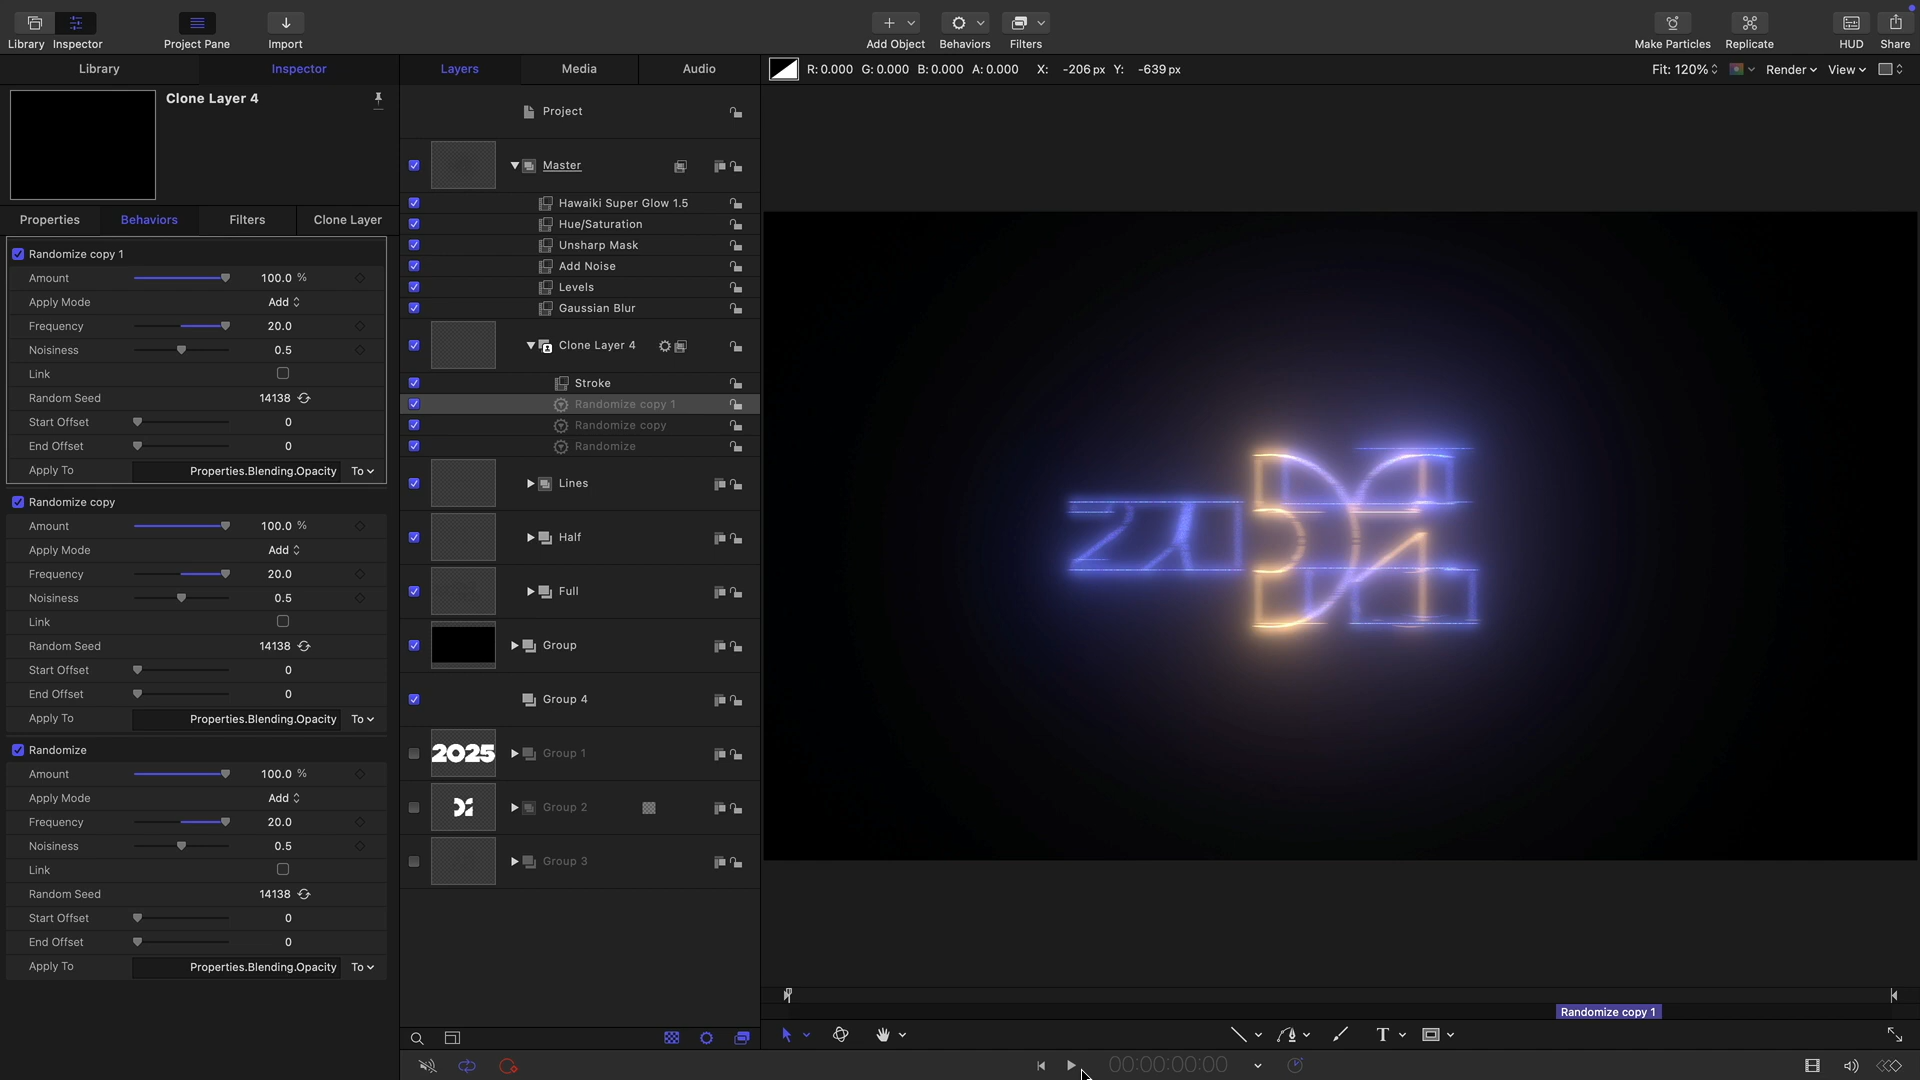 Library Inspector
Project Pane
Import
Add Object
Behaviors
Filters
Make Particles
Replicate
HUD
Share
Library Inspector
Layers Media Audio
R: 0.000 G: 0.000 B: 0.000 A: 0.000 X: -206 px Y: -639 px
Fit: 120% Render View
Clone Layer 4
Properties Behaviors Filters Clone Layer
Randomize copy 1
Amount 100.0 %
Apply Mode Add
Frequency 20.0
Noisiness 0.5
Link
Random Seed 14138
Start Offset 0
End Offset 0
Apply To Properties.Blending.Opacity To
Randomize copy
Amount 100.0 %
Apply Mode Add
Frequency 20.0
Noisiness 0.5
Link
Random Seed 14138
Start Offset 0
End Offset 0
Apply To Properties.Blending.Opacity To
Randomize
Amount 100.0 %
Apply Mode Add
Frequency 20.0
Noisiness 0.5
Link
Random Seed 14138
Start Offset 0
End Offset 0
Apply To Properties.Blending.Opacity To
Project
Master
Hawaiki Super Glow 1.5
Hue/Saturation
Unsharp Mask
Add Noise
Levels
Gaussian Blur
Clone Layer 4
Stroke
Randomize copy 1
Randomize copy
Randomize
Lines
Half
Full
Group
Group 4
2025 Group 1
Group 2
Group 3
Randomize copy 1
T
00:00:00:00